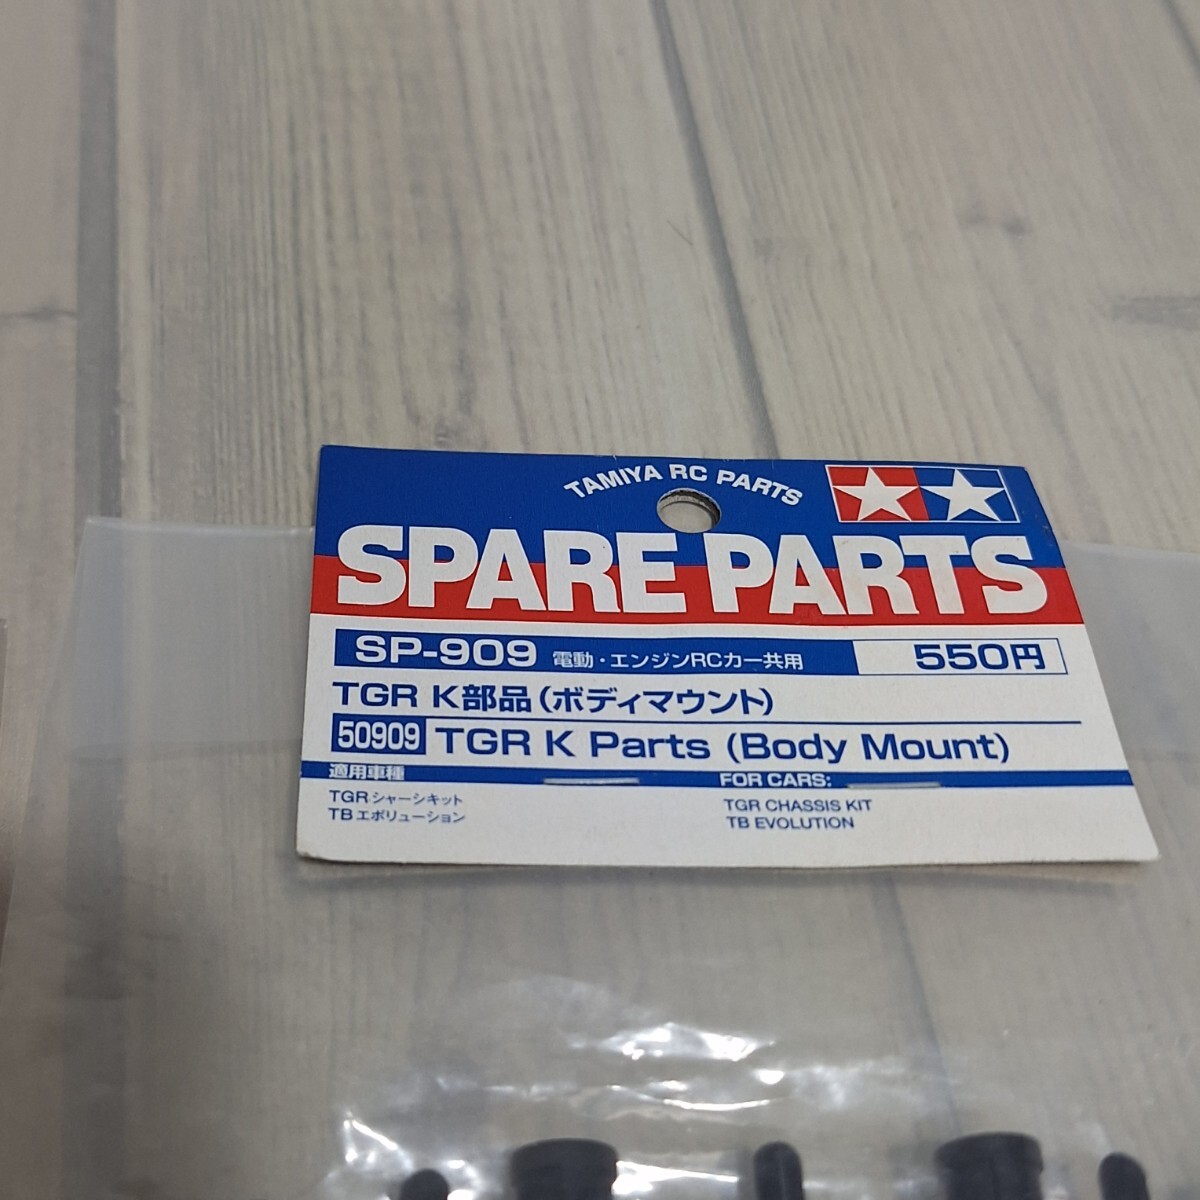 TAMIYA RC PARTS
SPARE PARTS
SP-909 電動・エンジンRCカー共用 550円
TGR K部品(ボディマウント)
50909 TGR K Parts (Body Mount)
適用車種
TGRシャーシキット
TBエボリューション
FOR CARS:
TGR CHASSIS KIT
TB EVOLUTION